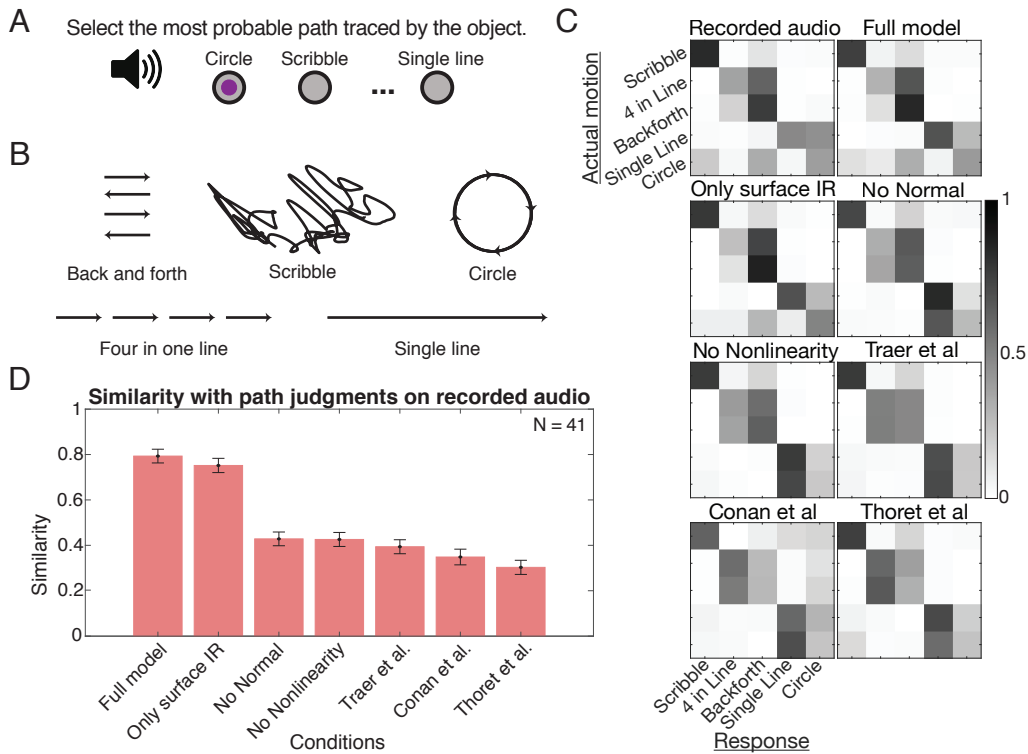 A
Select the most probable path traced by the object.
Circle
Scribble
Single line
...
B
Back and forth
Scribble
Circle
Four in one line
Single line
C
Recorded audio
Full model
Actual motion
Scribble
4 in Line
Backforth
Single Line
Circle
Only surface IR
No Normal
No Nonlinearity
Traer et al
Conan et al
Thoret et al
1
0.5
0
Scribble
4 in Line
Backforth
Single Line
Circle
Response
D
Similarity with path judgments on recorded audio
N = 41
Similarity
1
0.8
0.6
0.4
0.2
0
Full model
Only surface IR
No Normal
No Nonlinearity
Traer et al.
Conan et al.
Thoret et al.
Conditions